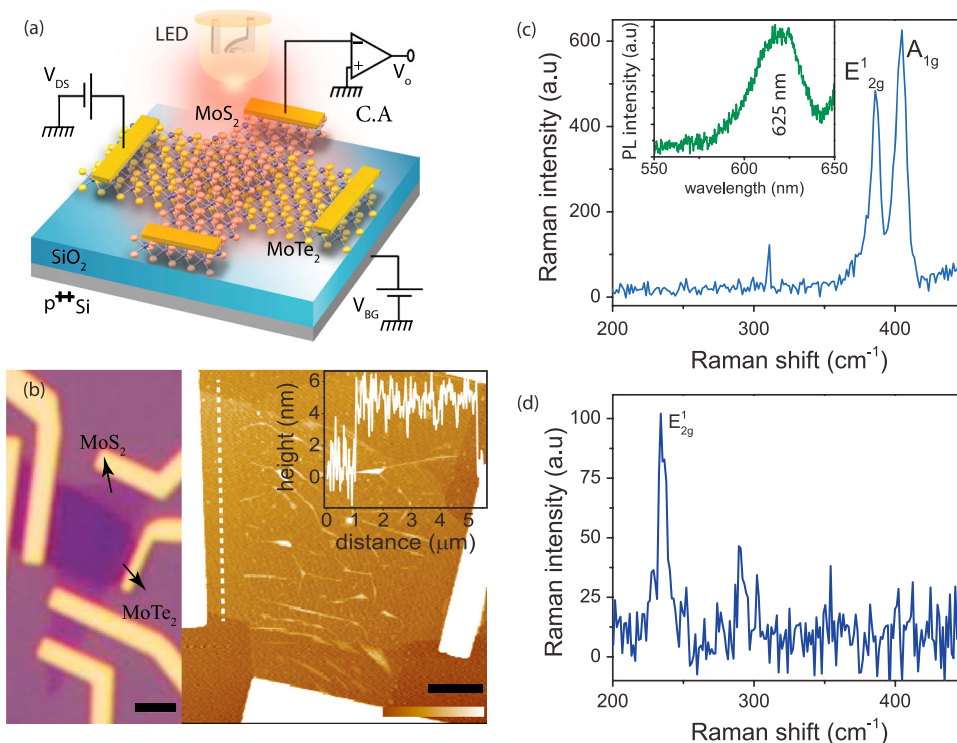 (a)
LED
V_DS
MoS₂
V_o
C.A
MoTe₂
SiO₂
p⁺⁺Si
V_BG
(b)
MoS₂
MoTe₂
height (nm)
6
4
2
0
0 1 2 3 4 5
distance (μm)
(c)
Raman intensity (a.u)
600
400
200
0
200 300 400
Raman shift (cm⁻¹)
E¹₂g
A₁g
PL intensity (a.u)
625 nm
550 600 650
wavelength (nm)
(d)
Raman intensity (a.u)
100
75
50
25
0
200 300 400
Raman shift (cm⁻¹)
E¹₂g